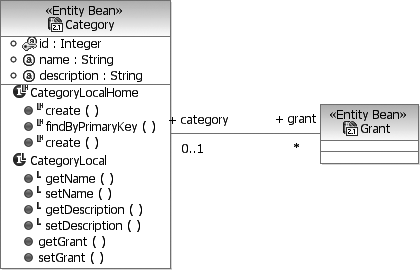 «Entity Bean»
Category
id : Integer
name : String
description : String
CategoryLocalHome
create ( )
findByPrimaryKey ( )
create ( )
CategoryLocal
getName ( )
setName ( )
getDescription ( )
setDescription ( )
getGrant ( )
setGrant ( )
+ category
+ grant
0..1
*
«Entity Bean»
Grant